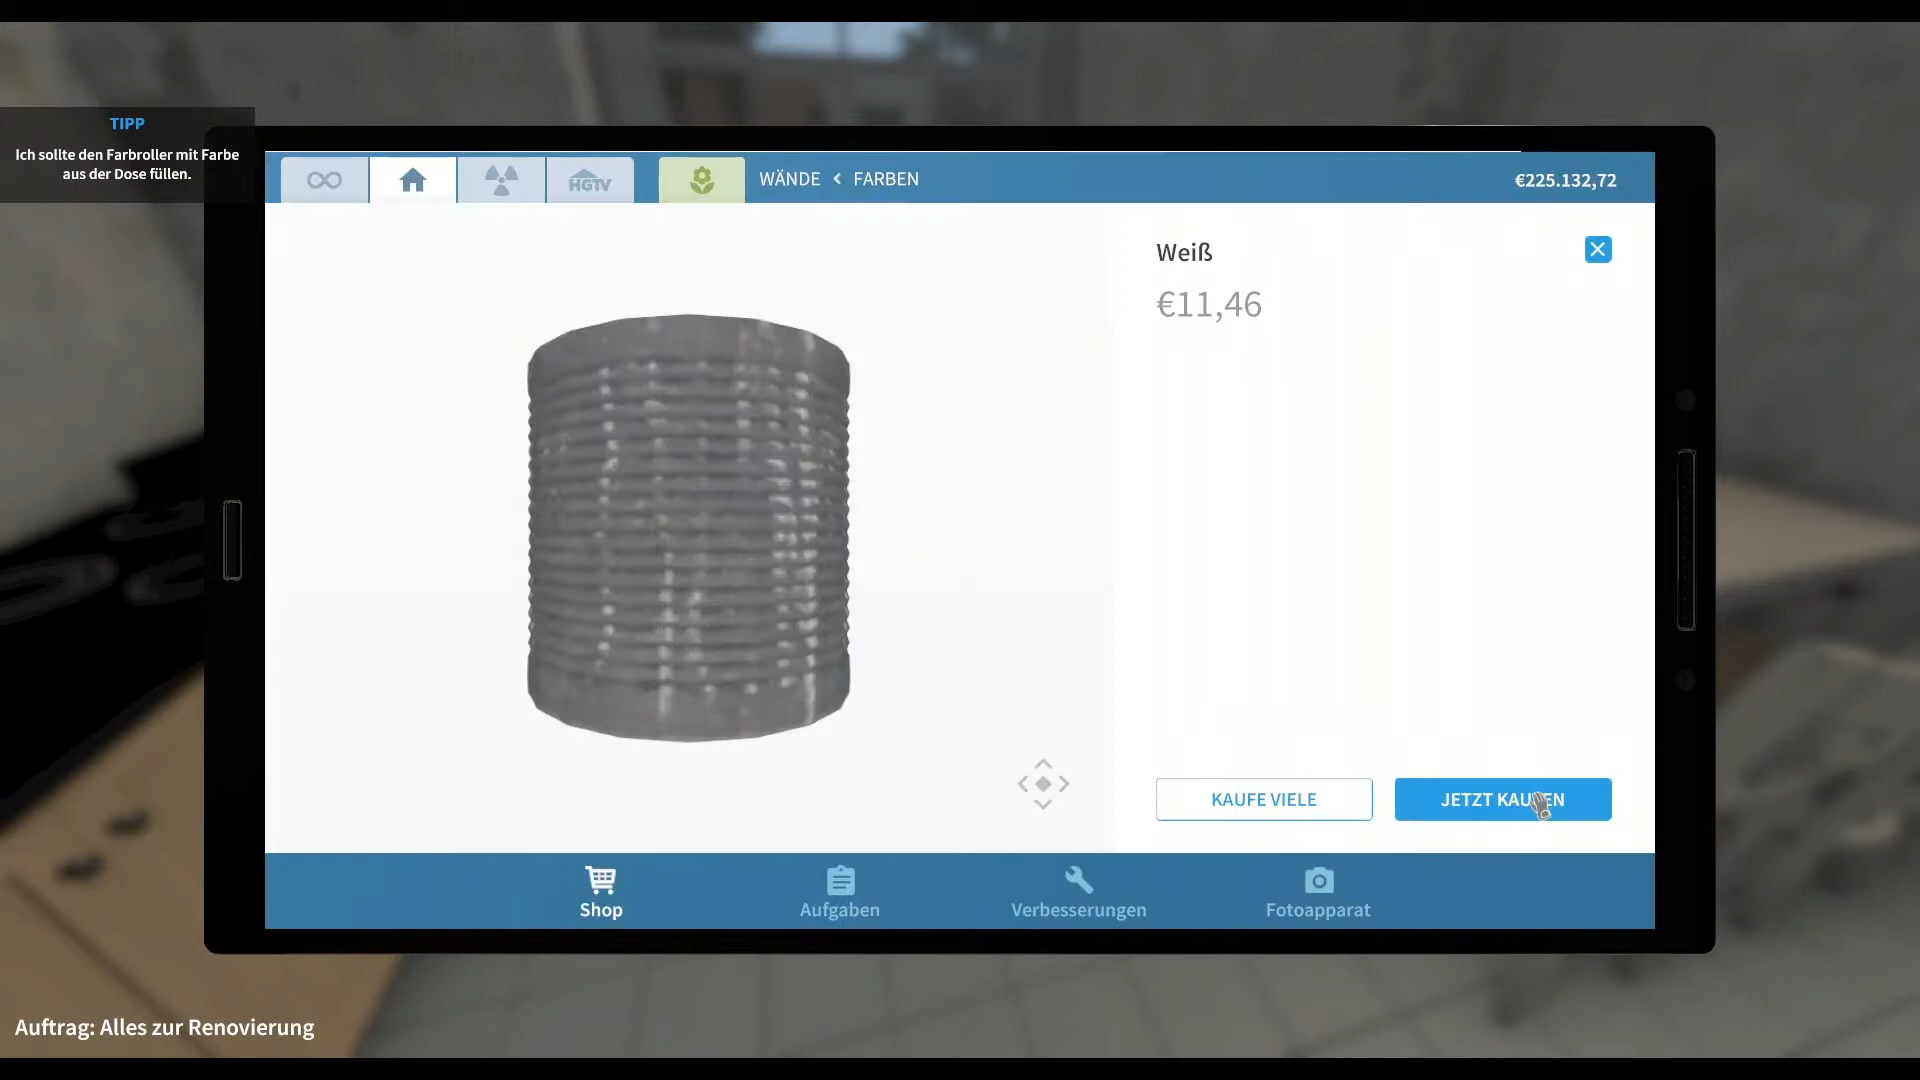 TIPP
Ich sollte den Farbroller mit Farbe
aus der Dose füllen.
HGTV
WÄNDE < FARBEN
€225.132,72
Weiß
€11,46
KAUFE VIELE
JETZT KAUFEN
Shop
Aufgaben
Verbesserungen
Fotoapparat
Auftrag: Alles zur Renovierung